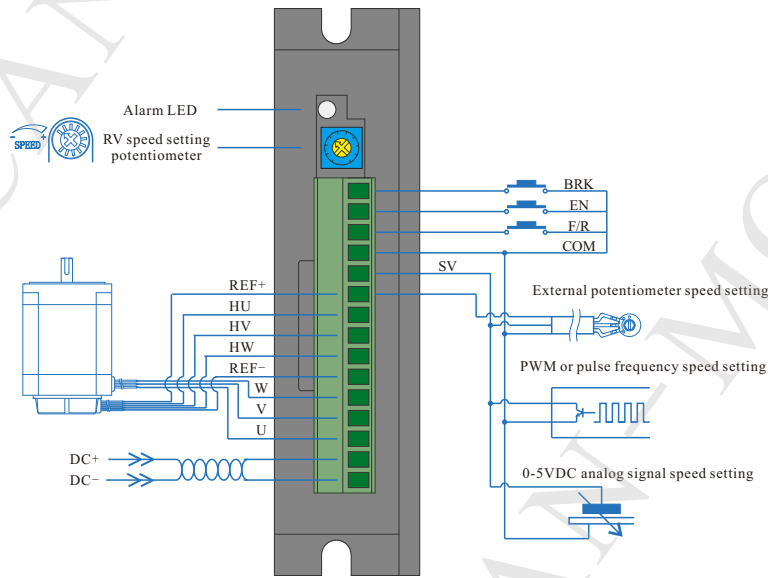 Alarm LED
RV speed setting
potentiometer
- +
SPEED
BRK
EN
F/R
COM
SV
External potentiometer speed setting
REF+
HU
HV
HW
REF−
W
V
U
PWM or pulse frequency speed setting
DC+
DC−
0-5VDC analog signal speed setting